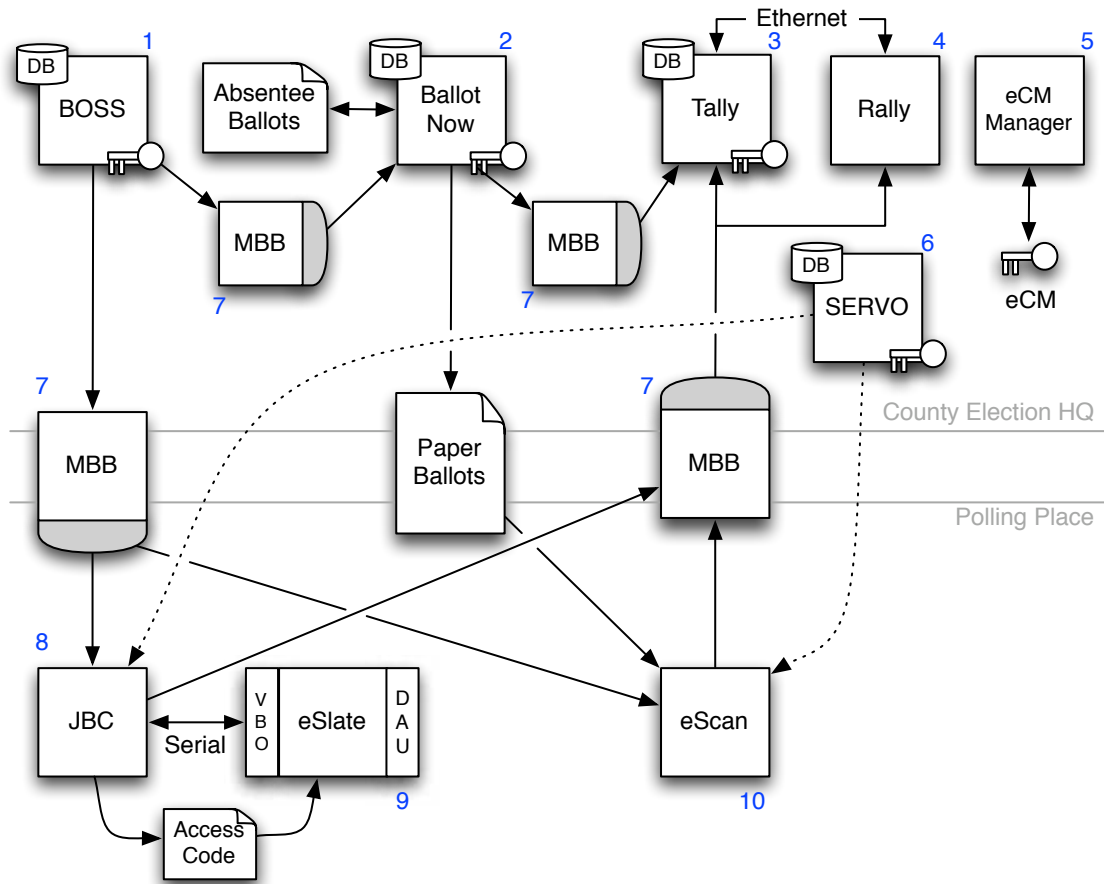 Ethernet
1
2
3
4
5
DB
BOSS
Absentee
Ballots
DB
Ballot
Now
DB
Tally
Rally
eCM
Manager
MBB
7
MBB
7
6
DB
SERVO
eCM
7
MBB
Paper
Ballots
7
MBB
County Election HQ
Polling Place
8
JBC
Serial
V
B
O
eSlate
D
A
U
9
eScan
10
Access
Code